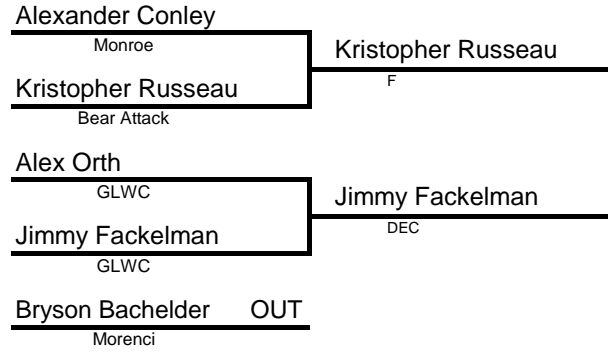 Alexander Conley
Monroe
Kristopher Russeau
F
Kristopher Russeau
Bear Attack
Alex Orth
GLWC
Jimmy Fackelman
DEC
Jimmy Fackelman
GLWC
Bryson Bachelder OUT
Morenci